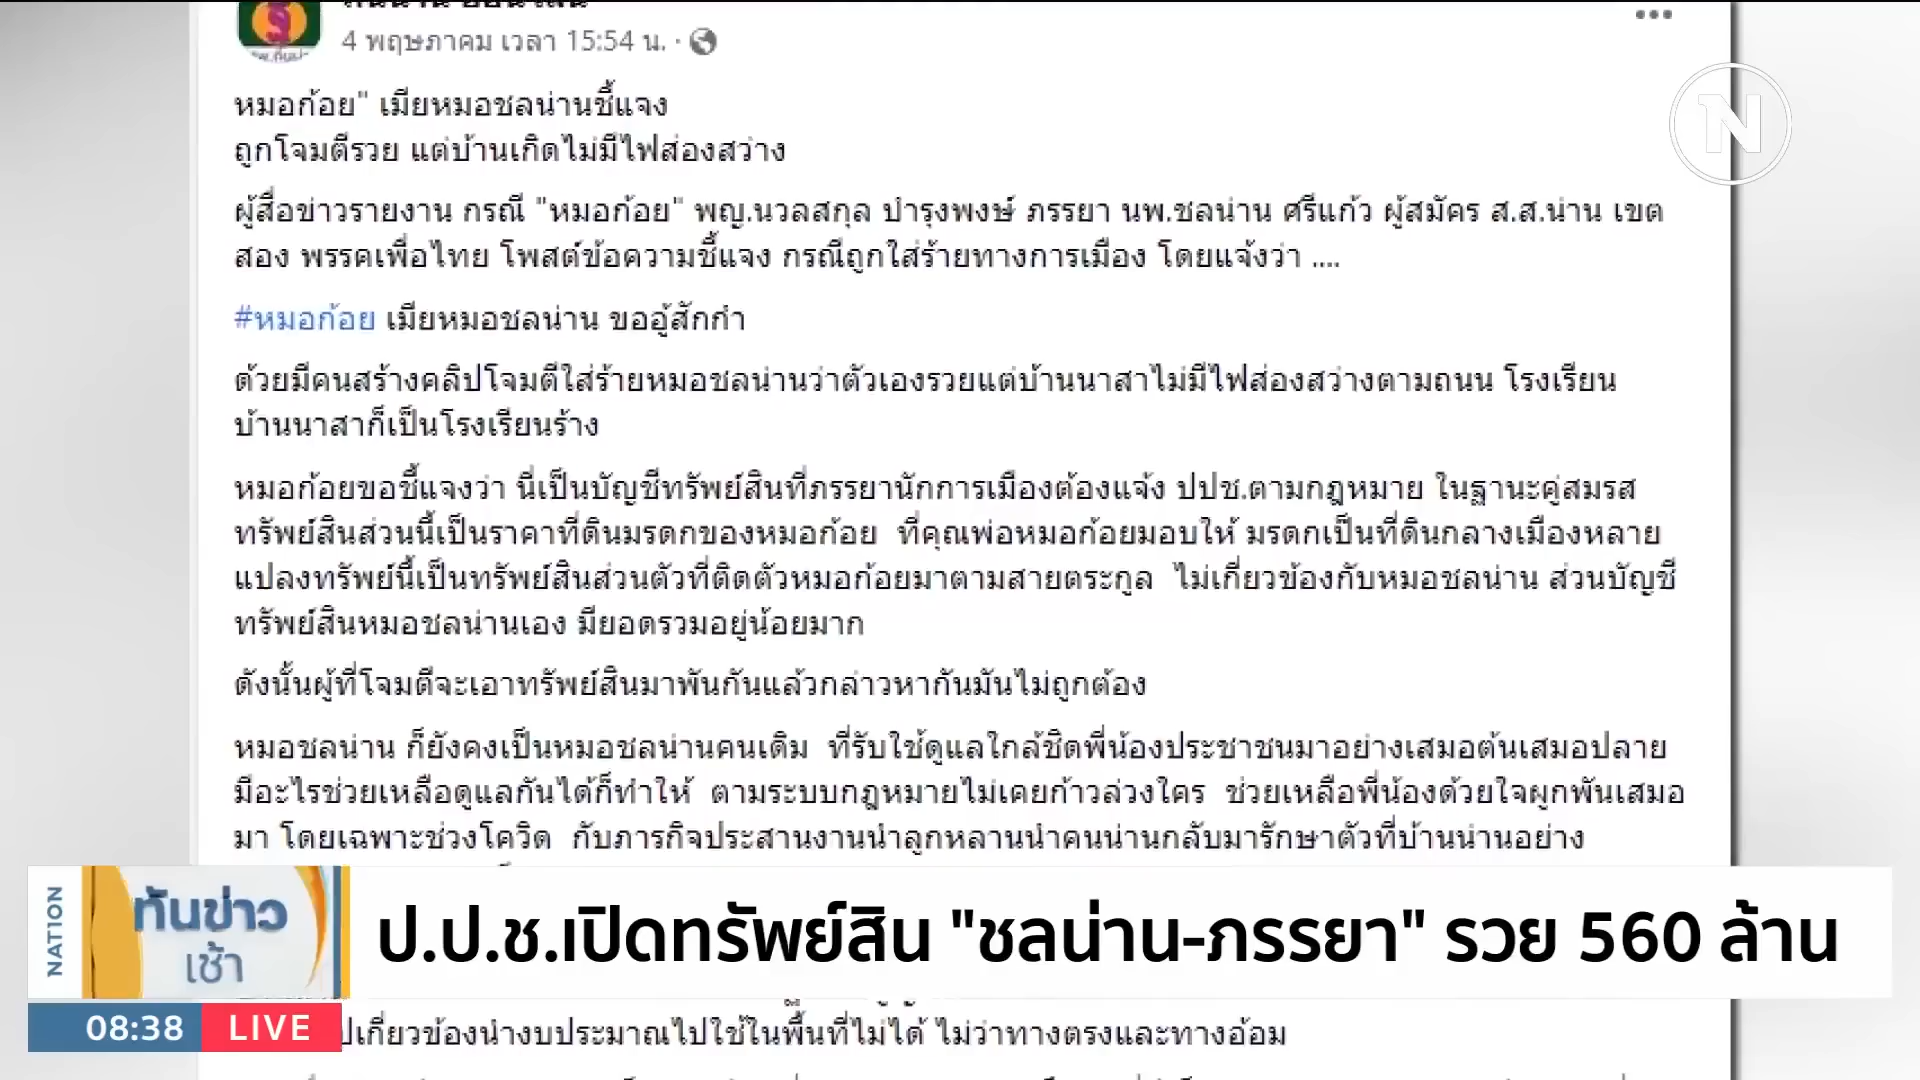 4 พฤษภาคม เวลา 15:54 น.
N
หมอก้อย" เมียหมอชลน่านชี้แจง
ถูกโจมตีรวย แต่บ้านเกิดไม่มีไฟส่องสว่าง
ผู้สื่อข่าวรายงาน กรณี "หมอก้อย" พญ.นวลสกุล บำรุงพงษ์ ภรรยา นพ.ชลน่าน ศรีแก้ว ผู้สมัคร ส.ส.น่าน เขต
สอง พรรคเพื่อไทย โพสต์ข้อความชี้แจง กรณีถูกใส่ร้ายทางการเมือง โดยแจ้งว่า ....
#หมอก้อย เมียหมอชลน่าน ขออู้สักกำ
ด้วยมีคนสร้างคลิปโจมตีใส่ร้ายหมอชลน่านว่าตัวเองรวยแต่บ้านนาสาไม่มีไฟส่องสว่างตามถนน โรงเรียน
บ้านนาสาก็เป็นโรงเรียนร้าง
หมอก้อยขอชี้แจงว่า นี่เป็นบัญชีทรัพย์สินที่ภรรยานักการเมืองต้องแจ้ง ปปช.ตามกฎหมาย ในฐานะคู่สมรส
ทรัพย์สินส่วนนี้เป็นราคาที่ดินมรดกของหมอก้อย ที่คุณพ่อหมอก้อยมอบให้ มรดกเป็นที่ดินกลางเมืองหลาย
แปลงทรัพย์นี้เป็นทรัพย์สินส่วนตัวที่ติดตัวหมอก้อยมาตามสายตระกูล ไม่เกี่ยวข้องกับหมอชลน่าน ส่วนบัญชี
ทรัพย์สินหมอชลน่านเอง มียอดรวมอยู่น้อยมาก
ดังนั้นผู้ที่โจมตีจะเอาทรัพย์สินมาพันกันแล้วกล่าวหากันมันไม่ถูกต้อง
หมอชลน่าน ก็ยังคงเป็นหมอชลน่านคนเดิม ที่รับใช้ดูแลใกล้ชิดพี่น้องประชาชนมาอย่างเสมอต้นเสมอปลาย
มีอะไรช่วยเหลือดูแลกันได้ก็ทำให้ ตามระบบกฎหมายไม่เคยก้าวล่วงใคร ช่วยเหลือพี่น้องด้วยใจผูกพันเสมอ
มา โดยเฉพาะช่วงโควิด กับภารกิจประสานงานนำลูกหลานนำคนน่านกลับมารักษาตัวที่บ้านน่านอย่าง
NATION
ทันข่าว
เช้า
ป.ป.ช.เปิดทรัพย์สิน "ชลน่าน-ภรรยา" รวย 560 ล้าน
08:38 LIVE
เกี่ยวข้องนำงบประมาณไปใช้ในพื้นที่ไม่ได้ ไม่ว่าทางตรงและทางอ้อม